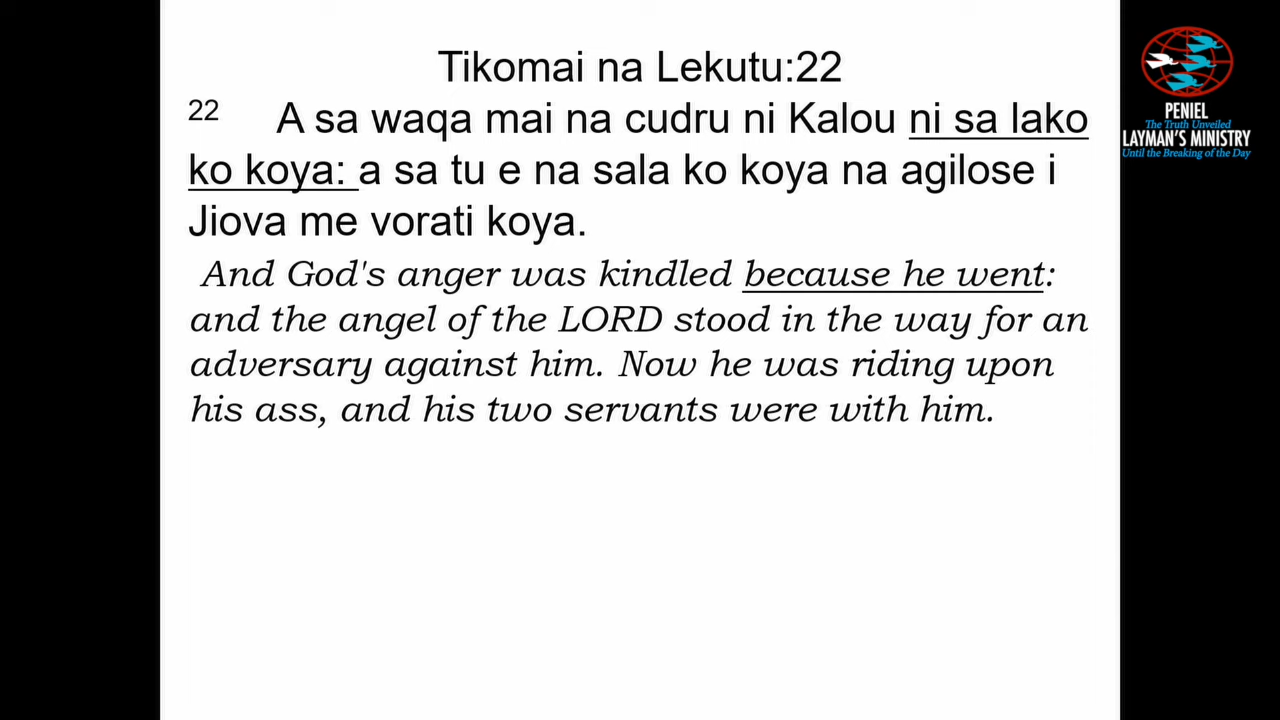 Tikomai na Lekutu:22
22 A sa waqa mai na cudru ni Kalou ni sa lako
ko koya: a sa tu e na sala ko koya na agilose i
Jiova me vorati koya.
And God's anger was kindled because he went:
and the angel of the LORD stood in the way for an
adversary against him. Now he was riding upon
his ass, and his two servants were with him.
PENIEL
The Truth Unveiled
LAYMAN'S MINISTRY
Until the Breaking of the Day